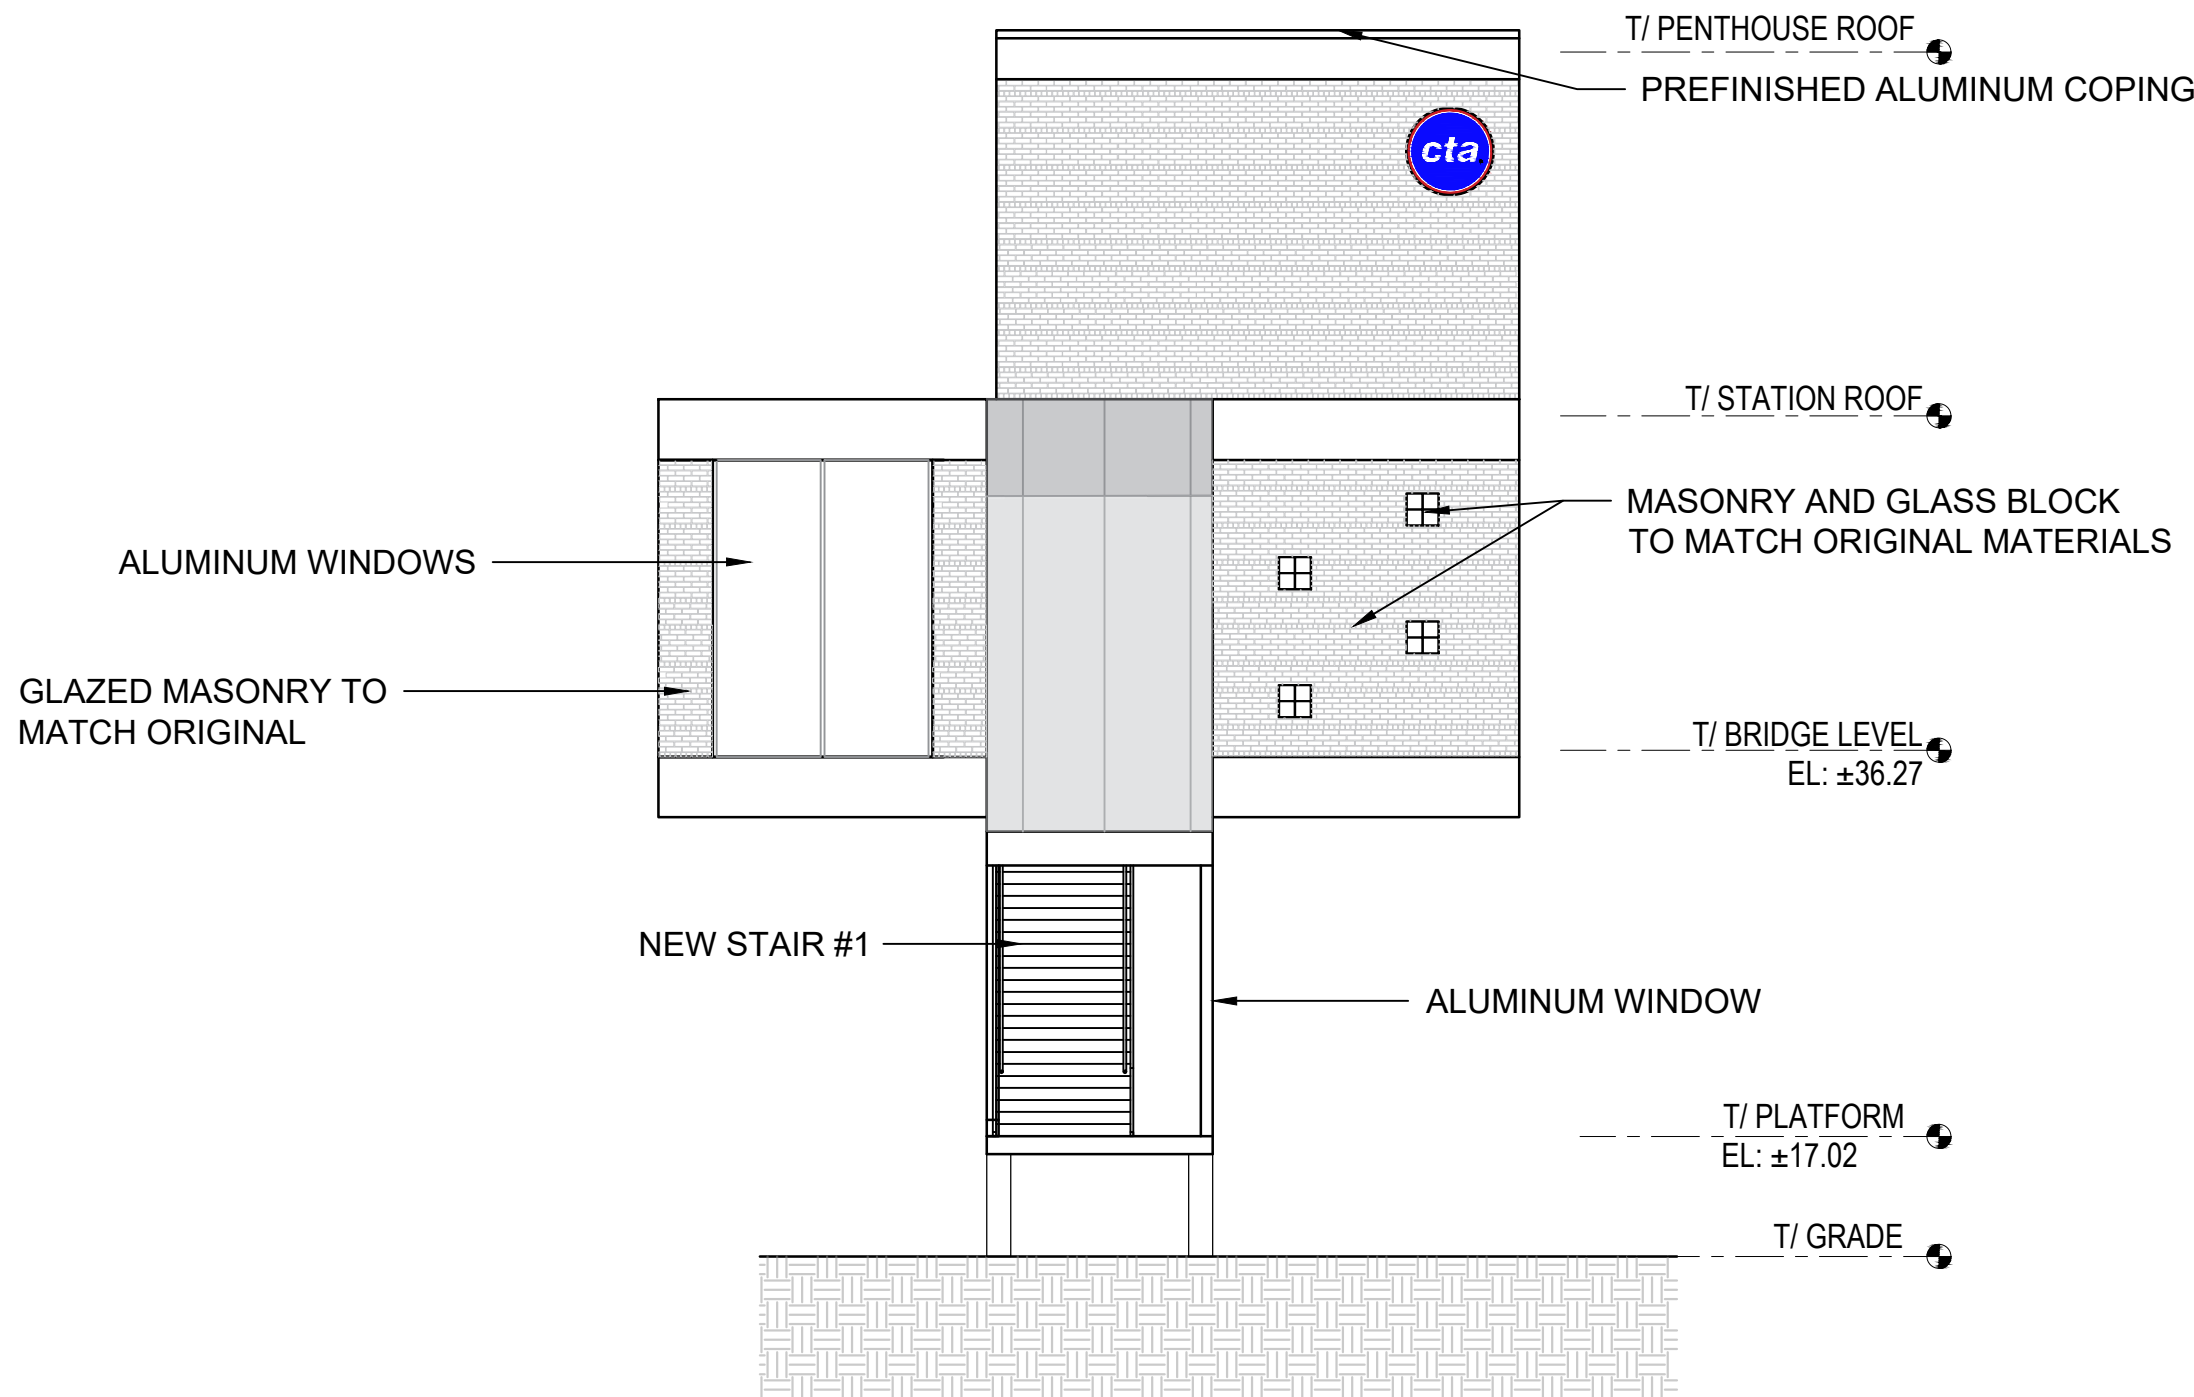 T/ PENTHOUSE ROOF
PREFINISHED ALUMINUM COPING
cta
T/ STATION ROOF
MASONRY AND GLASS BLOCK
TO MATCH ORIGINAL MATERIALS
ALUMINUM WINDOWS
GLAZED MASONRY TO
MATCH ORIGINAL
T/ BRIDGE LEVEL
EL: ±36.27
NEW STAIR #1
ALUMINUM WINDOW
T/ PLATFORM
EL: ±17.02
T/ GRADE